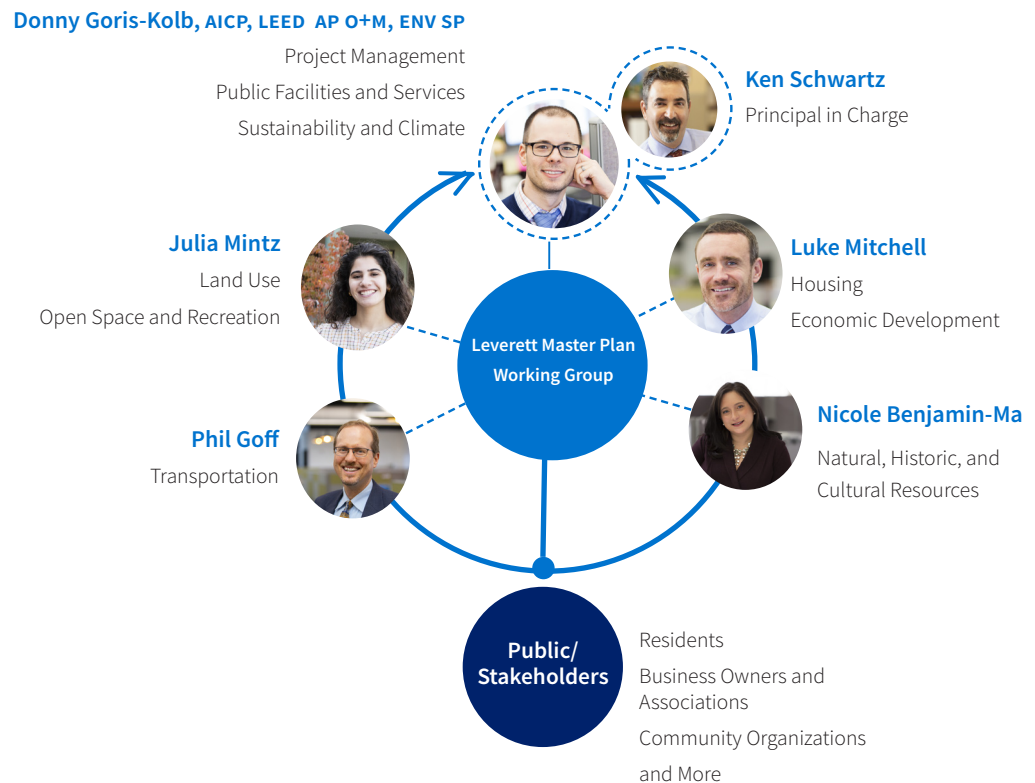 Donny Goris-Kolb, AICP, LEED AP O+M, ENV SP
Project Management
Public Facilities and Services
Sustainability and Climate
Ken Schwartz
Principal in Charge
Julia Mintz
Land Use
Open Space and Recreation
Luke Mitchell
Housing
Economic Development
Leverett Master Plan
Working Group
Phil Goff
Transportation
Nicole Benjamin-Ma
Natural, Historic, and
Cultural Resources
Public/
Stakeholders
Residents
Business Owners and
Associations
Community Organizations
and More